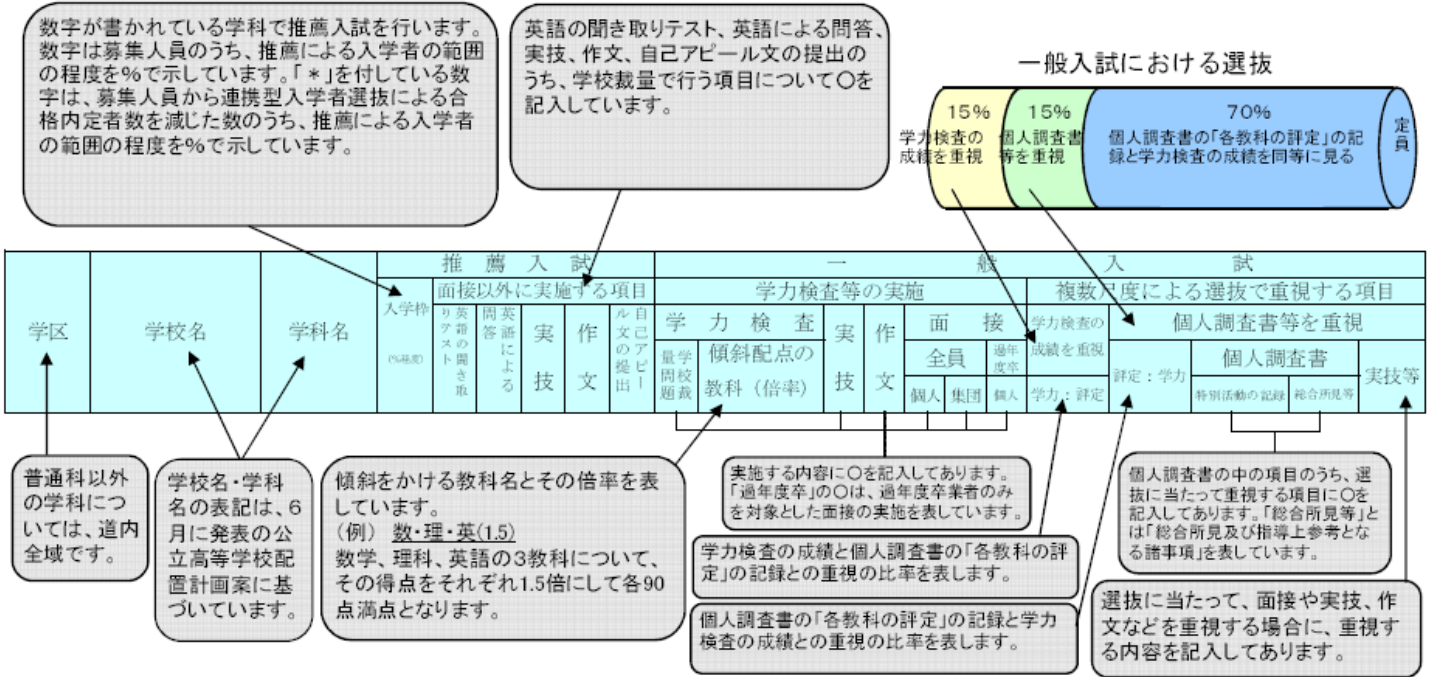 数字が書かれている学科で推薦入試を行います。
数字は募集人員のうち、推薦による入学者の範囲
の程度を%で示しています。「*」を付している数
字は、募集人員から連携型入学者選抜による合
格内定者数を減じた数のうち、推薦による入学者
の範囲の程度を%で示しています。
英語の聞き取りテスト、英語による問答、
実技、作文、自己アピール文の提出の
うち、学校裁量で行う項目について○を
記入しています。
一般入試における選抜
15%
学力検査の
成績を重視
15%
個人調査書
等を重視
70%
個人調査書の「各教科の評定」の記
録と学力検査の成績を同等に見る
定員
学区
学校名
学科名
推薦入試
入学枠
(%程度)
面接以外に実施する項目
英語の聞き取
りテスト
英語による
問答
実技
作文
自己アピー
ル文の提出
一般入試
学力検査等の実施
学力検査
学校裁
量問題
傾斜配点の
教科(倍率)
実技
作文
面接
全員
個人
集団
過年
度卒
個人
複数尺度による選抜で重視する項目
学力検査の
成績を重視
学力:評定
個人調査書等を重視
評定:学力
個人調査書
特別活動の記録
総合所見等
実技等
普通科以外
の学科につ
いては、道内
全域です。
学校名・学科
名の表記は、6
月に発表の公
立高等学校配
置計画案に基
づいています。
傾斜をかける教科名とその倍率を表
しています。
(例) 数・理・英(1.5)
数学、理科、英語の3教科について、
その得点をそれぞれ1.5倍にして各90
点満点となります。
実施する内容に○を記入してあります。
「過年度卒」の○は、過年度卒業者のみ
を対象とした面接の実施を表しています。
学力検査の成績と個人調査書の「各教科の評
定」の記録との重視の比率を表します。
個人調査書の「各教科の評定」の記録と学力
検査の成績との重視の比率を表します。
個人調査書の中の項目のうち、選
抜に当たって重視する項目に○を
記入してあります。「総合所見等」と
は「総合所見及び指導上参考とな
る諸事項」を表しています。
選抜に当たって、面接や実技、作
文などを重視する場合に、重視す
る内容を記入してあります。